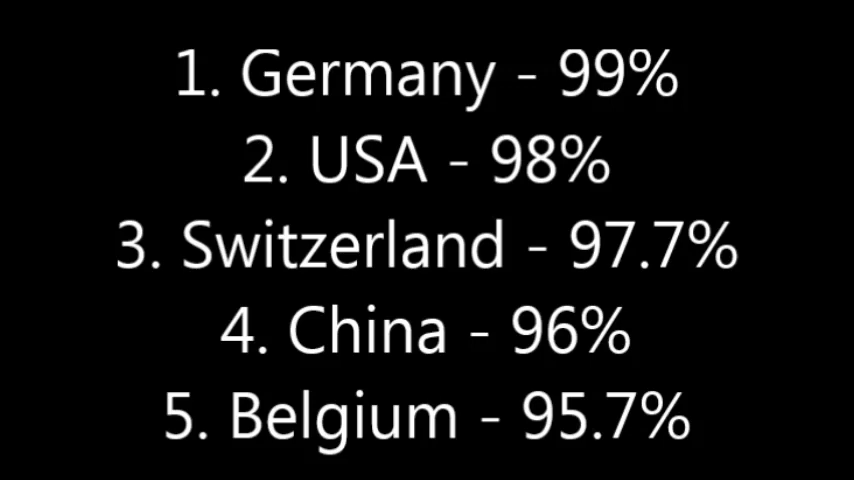 1. Germany - 99%
2. USA - 98%
3. Switzerland - 97.7%
4. China - 96%
5. Belgium - 95.7%